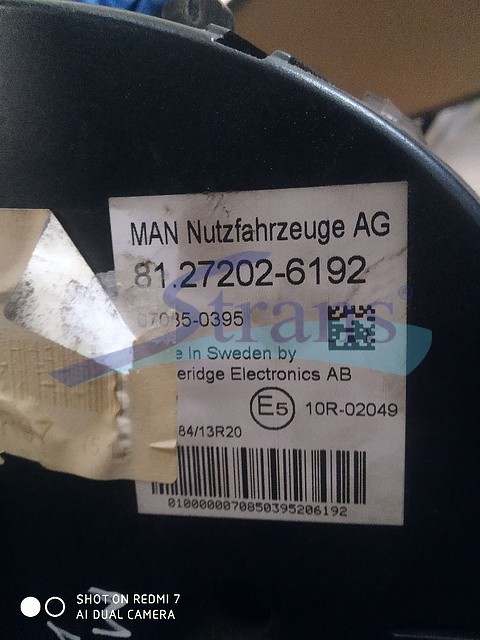 MAN Nutzfahrzeuge AG
81.27202-6192
07085-0395
Strans®
e In Sweden by
eridge Electronics AB
E5 10R-02049
84/13R20
0100000070850395206192
SHOT ON REDMI 7
AI DUAL CAMERA